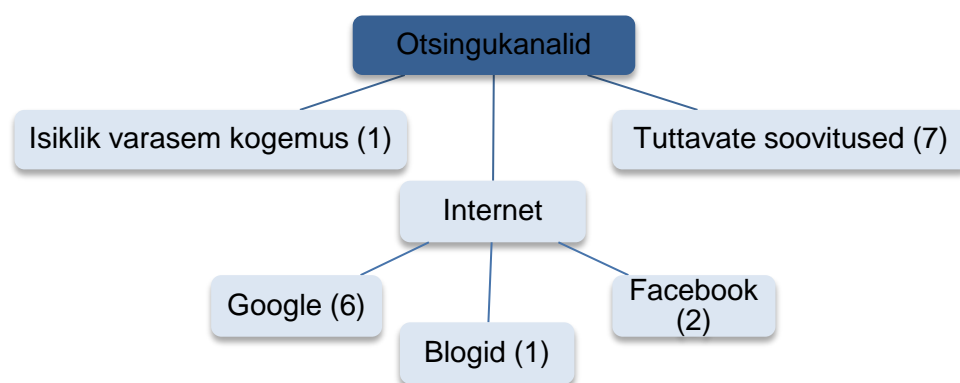 Otsingukanalid
Isiklik varasem kogemus (1)
Tuttavate soovitused (7)
Internet
Google (6)
Blogid (1)
Facebook
(2)